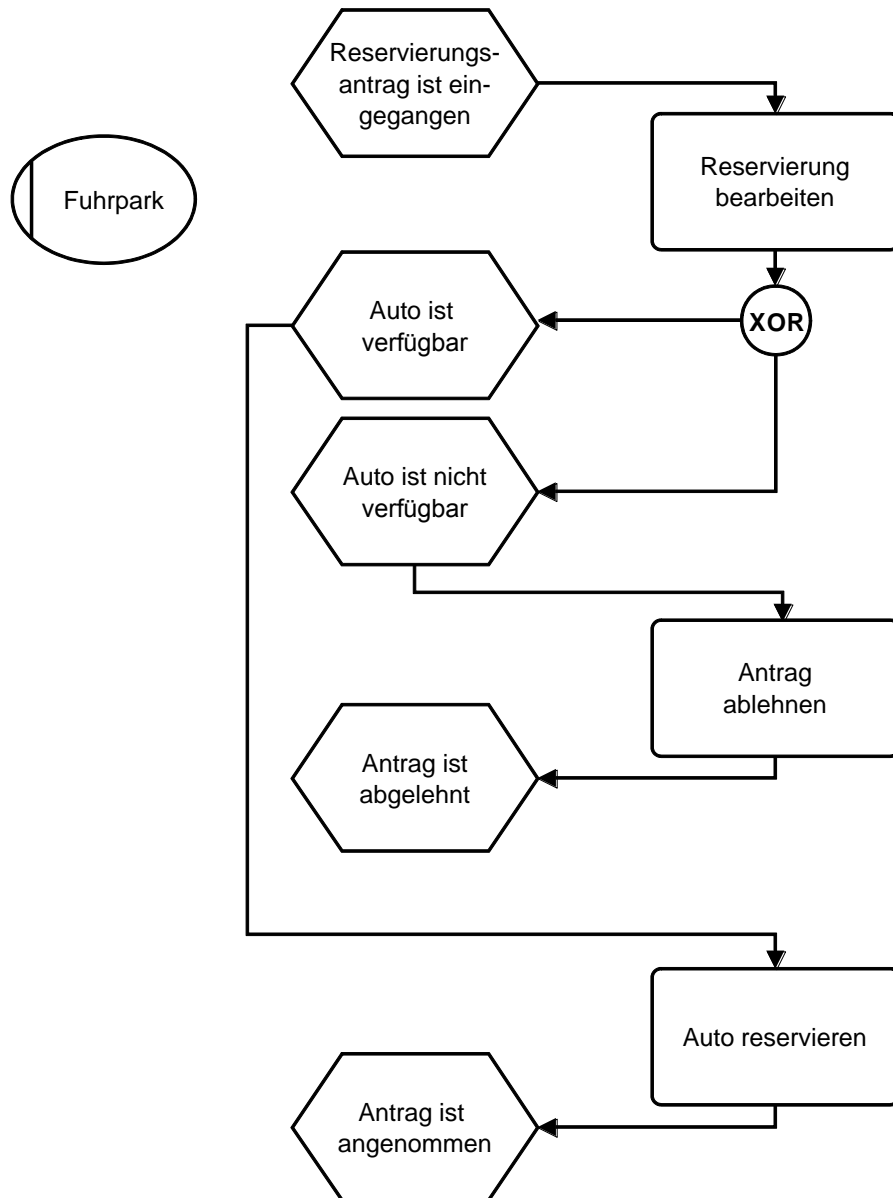 Reservierungs-
antrag ist ein-
gegangen
Reservierung
bearbeiten
Fuhrpark
Auto ist
verfügbar
XOR
Auto ist nicht
verfügbar
Antrag
ablehnen
Antrag ist
abgelehnt
Auto reservieren
Antrag ist
angenommen